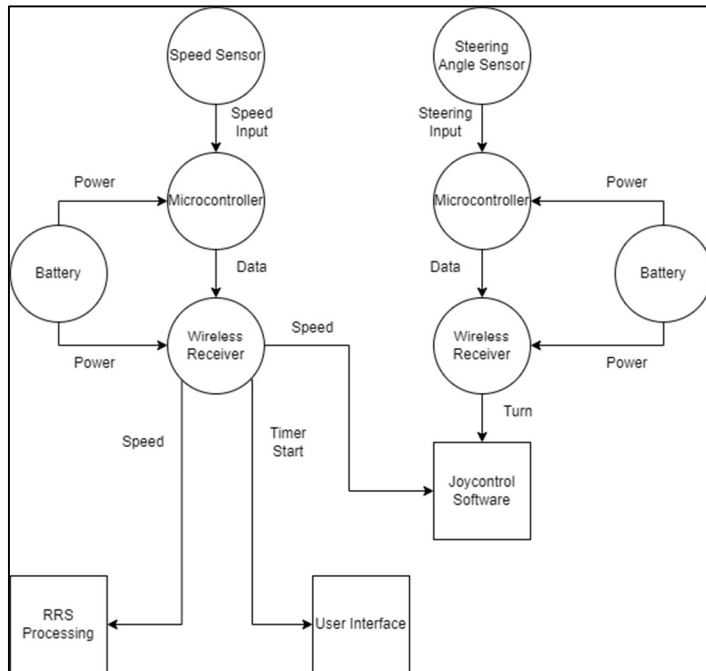 Speed Sensor
Steering
Angle Sensor
Speed
Input
Steering
Input
Power
Microcontroller
Microcontroller
Power
Battery
Data
Data
Battery
Power
Wireless
Receiver
Speed
Wireless
Receiver
Power
Speed
Timer
Start
Turn
Joycontrol
Software
RRS
Processing
User Interface